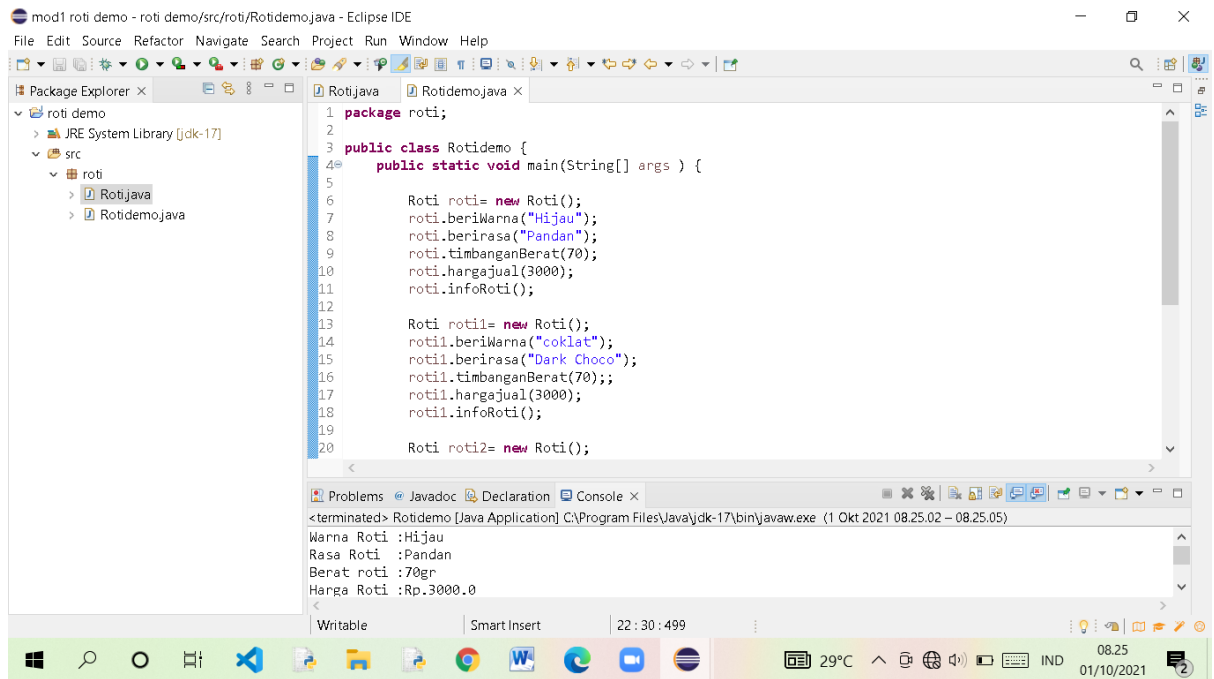 mod1 roti demo - roti demo/src/roti/Rotidemo.java - Eclipse IDE
File Edit Source Refactor Navigate Search Project Run Window Help
Package Explorer
roti demo
JRE System Library [jdk-17]
src
roti
Roti.java
Rotidemo.java
Roti.java Rotidemo.java
1 package roti;
2
3 public class Rotidemo {
4 public static void main(String[] args ) {
5
6 Roti roti= new Roti();
7 roti.beriWarna("Hijau");
8 roti.berirasa("Pandan");
9 roti.timbanganBerat(70);
10 roti.hargajual(3000);
11 roti.infoRoti();
12
13 Roti roti1= new Roti();
14 roti1.beriWarna("coklat");
15 roti1.berirasa("Dark Choco");
16 roti1.timbanganBerat(70);;
17 roti1.hargajual(3000);
18 roti1.infoRoti();
19
20 Roti roti2= new Roti();
Problems Javadoc Declaration Console
<terminated> Rotidemo [Java Application] C:\Program Files\Java\jdk-17\bin\javaw.exe (1 Okt 2021 08.25.02 – 08.25.05)
Warna Roti :Hijau
Rasa Roti :Pandan
Berat roti :70gr
Harga Roti :Rp.3000.0
Writable Smart Insert 22 : 30 : 499
29°C IND 08.25
01/10/2021
2